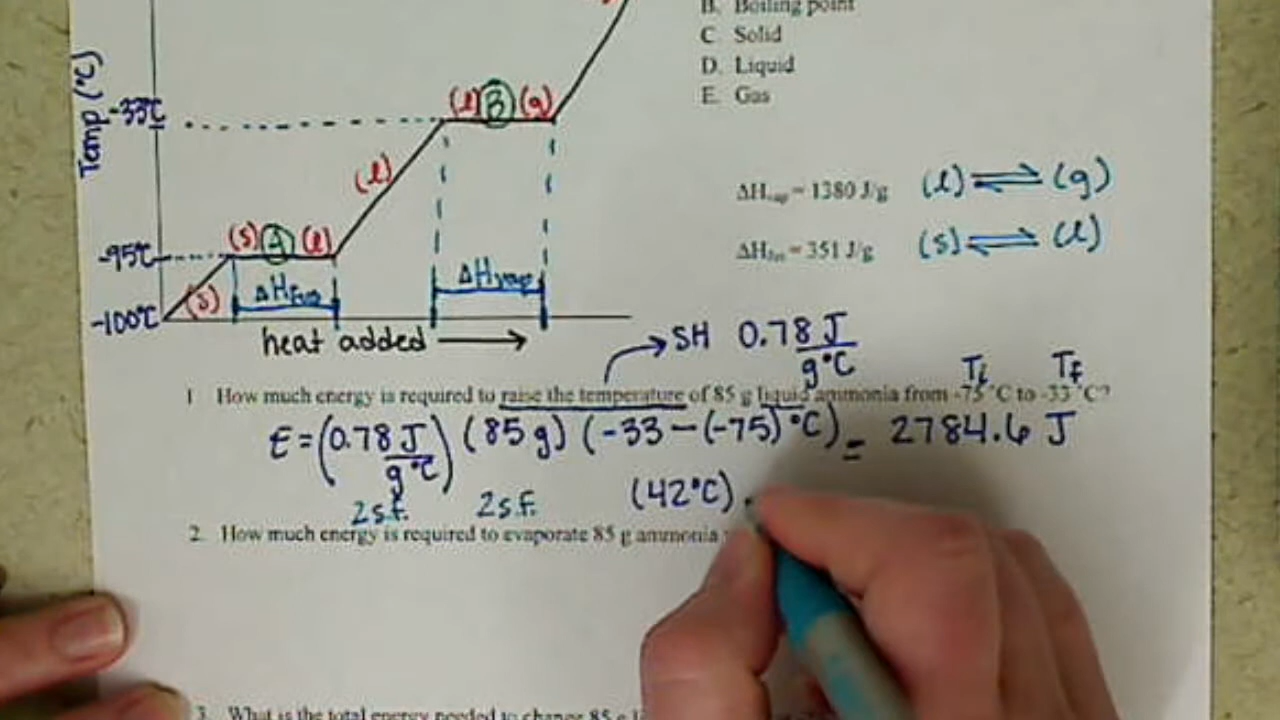 B. Boiling point
C. Solid
D. Liquid
E. Gas
Temp (°C)
-33°C
(l) B (g)
(l)
-95°C
(s) A (l)
(s)
-100°C
ΔHfus
ΔHvap
heat added
ΔHvap = 1380 J/g (l) ⇌ (g)
ΔHfus = 351 J/g (s) ⇌ (l)
SH 0.78 J/g°C
Ti Tf
1 How much energy is required to raise the temperature of 85 g liquid ammonia from -75 °C to -33 °C?
E = (0.78 J/g°C) (85 g) (-33 - (-75) °C) = 2784.6 J
2 s.f. 2 s.f. (42°C)
2. How much energy is required to evaporate 85 g ammonia
3. What is the total energy needed to change 85 g